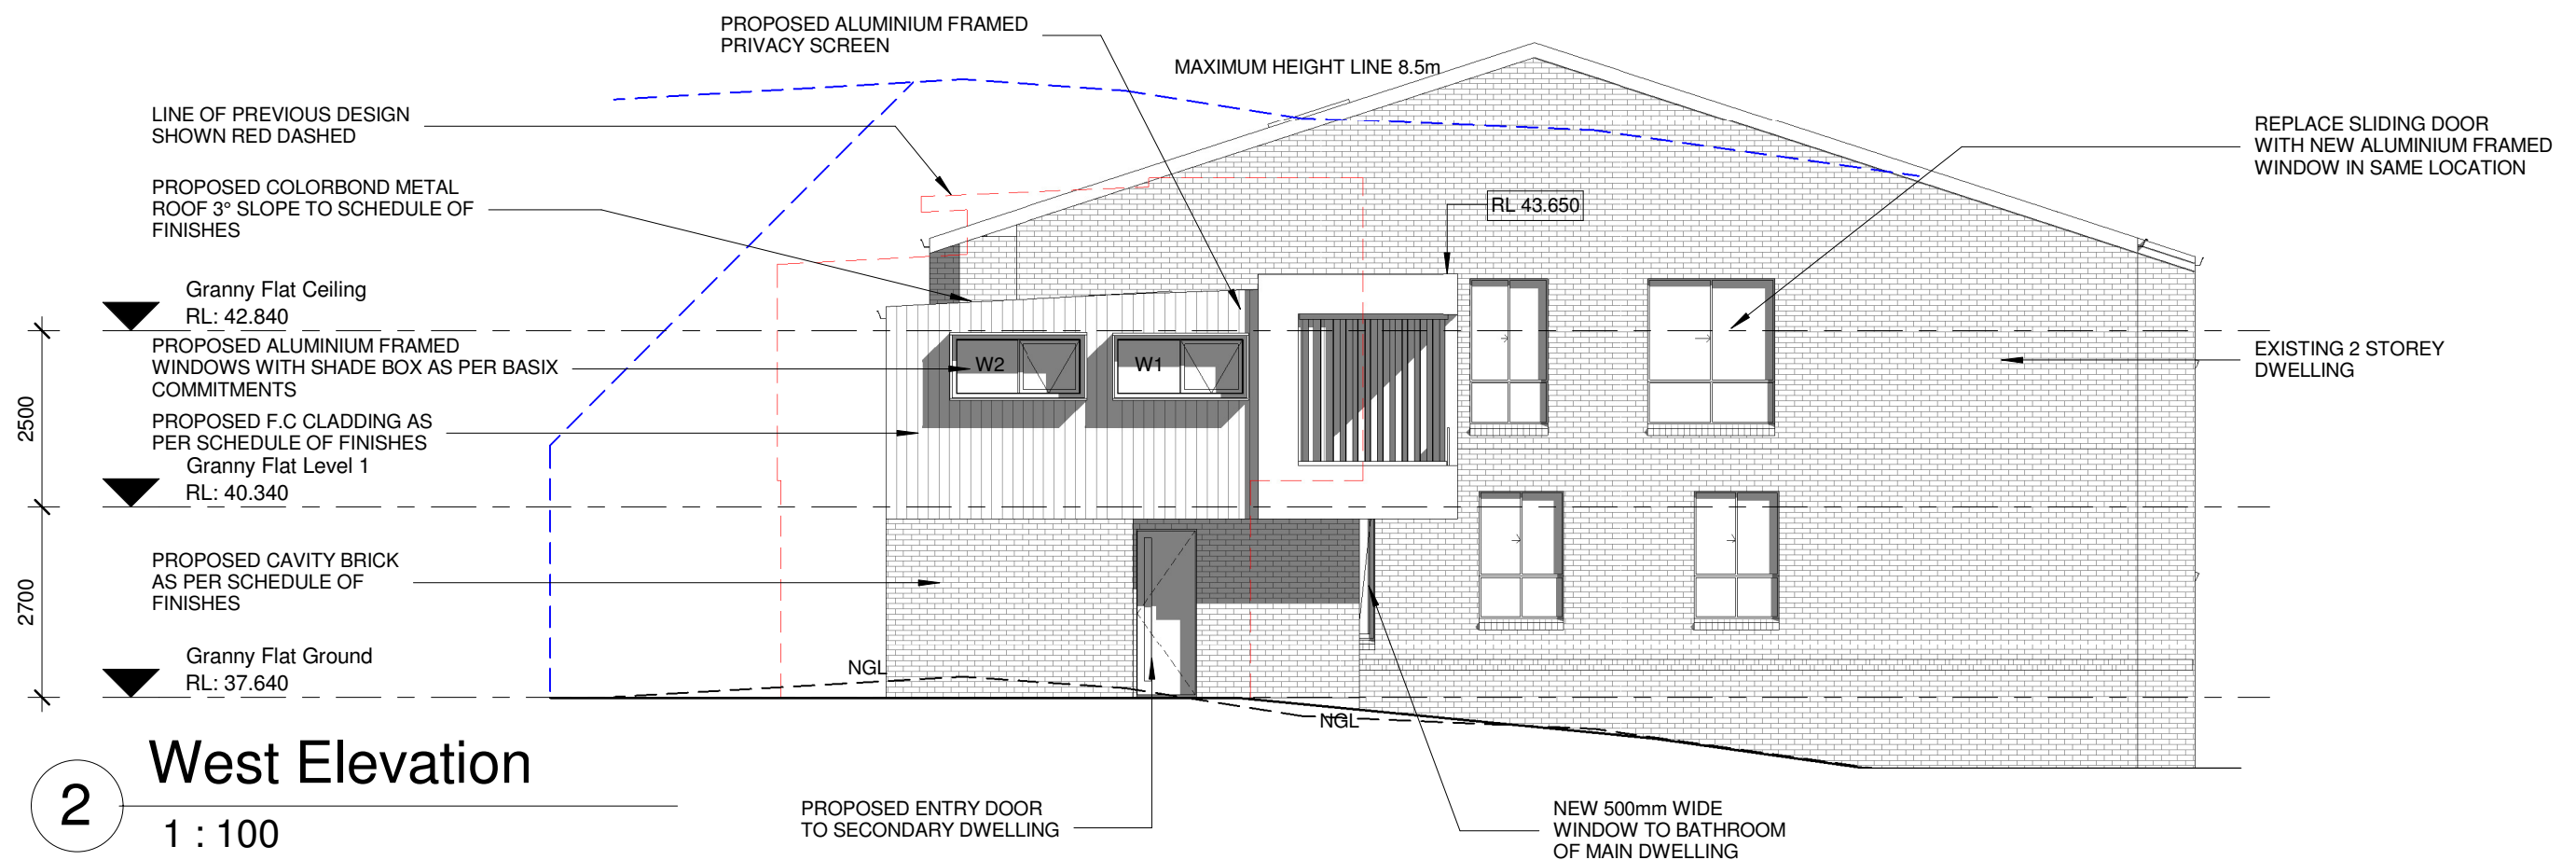 PROPOSED ALUMINIUM FRAMED
PRIVACY SCREEN
MAXIMUM HEIGHT LINE 8.5m
LINE OF PREVIOUS DESIGN
SHOWN RED DASHED
REPLACE SLIDING DOOR
WITH NEW ALUMINIUM FRAMED
WINDOW IN SAME LOCATION
PROPOSED COLORBOND METAL
ROOF 3° SLOPE TO SCHEDULE OF
FINISHES
RL 43.650
Granny Flat Ceiling
RL: 42.840
PROPOSED ALUMINIUM FRAMED
WINDOWS WITH SHADE BOX AS PER BASIX
COMMITMENTS
W2
W1
EXISTING 2 STOREY
DWELLING
2500
PROPOSED F.C CLADDING AS
PER SCHEDULE OF FINISHES
Granny Flat Level 1
RL: 40.340
PROPOSED CAVITY BRICK
AS PER SCHEDULE OF
FINISHES
2700
Granny Flat Ground
RL: 37.640
NGL
NGL
2
West Elevation
1 : 100
PROPOSED ENTRY DOOR
TO SECONDARY DWELLING
NEW 500mm WIDE
WINDOW TO BATHROOM
OF MAIN DWELLING